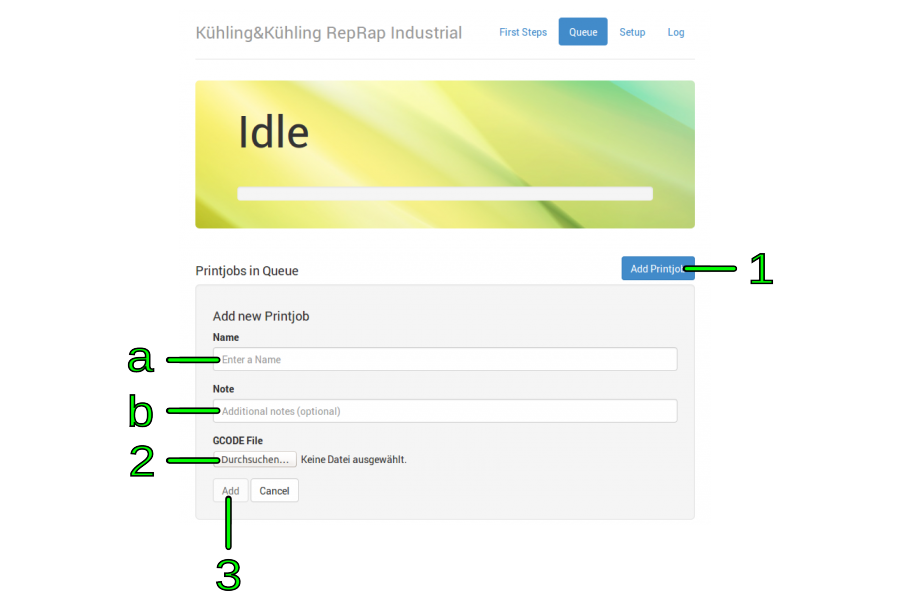 Kühling&Kühling RepRap Industrial First Steps Queue Setup Log
Idle
Printjobs in Queue Add Printjob 1
Add new Printjob
Name
a Enter a Name
Note
b Additional notes (optional)
GCODE File
2 Durchsuchen... Keine Datei ausgewählt.
Add Cancel
3